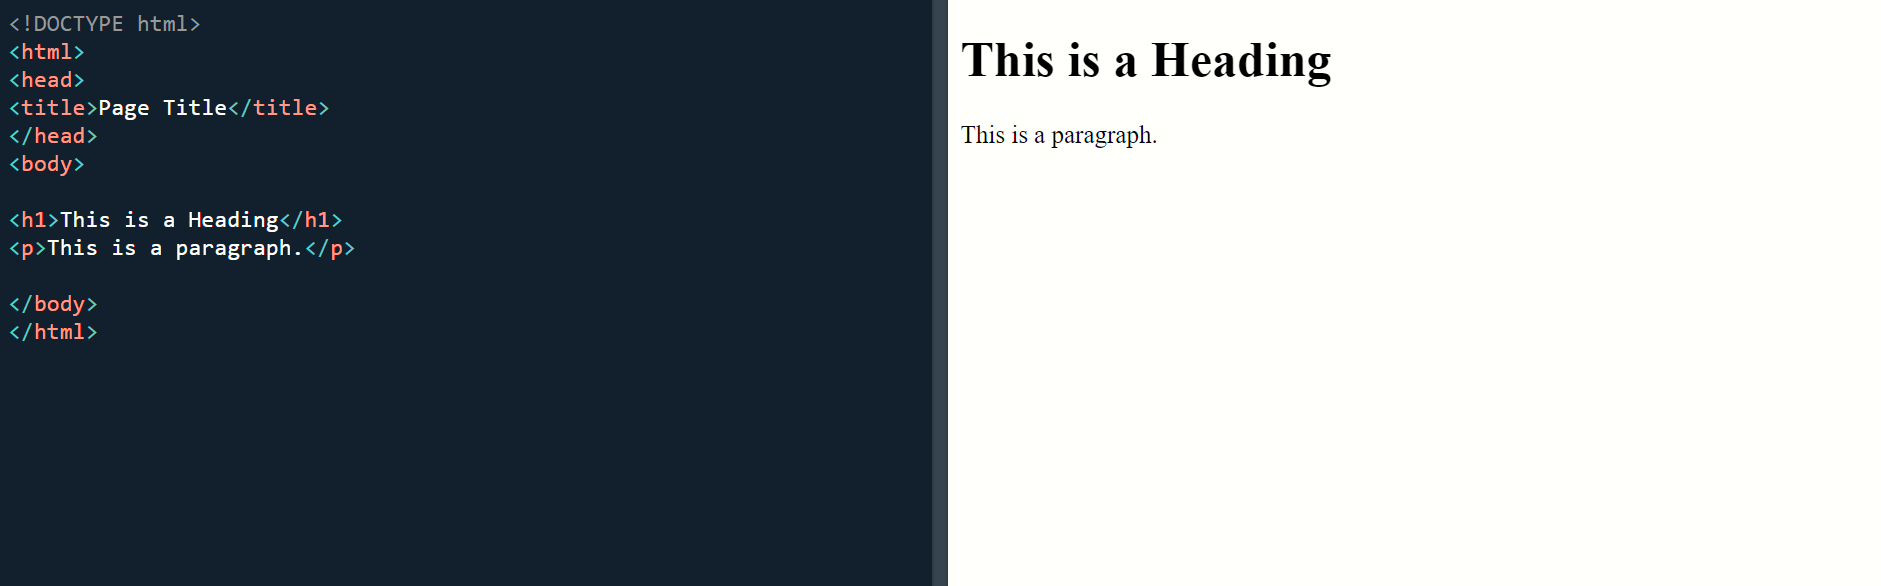 <!DOCTYPE html>
<html>
<head>
<title>Page Title</title>
</head>
<body>
<h1>This is a Heading</h1>
<p>This is a paragraph.</p>
</body>
</html>
This is a Heading
This is a paragraph.